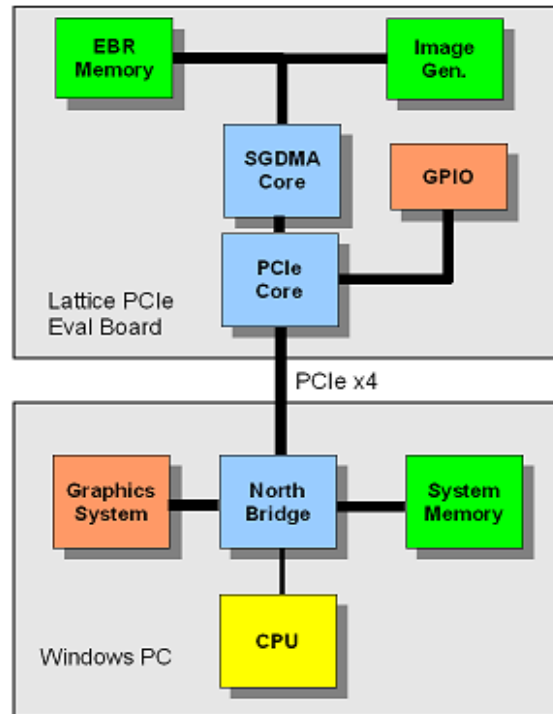 EBR
Memory
Image
Gen.
SGDMA
Core
GPIO
PCIe
Core
Lattice PCIe
Eval Board
PCIe x4
Graphics
System
North
Bridge
System
Memory
CPU
Windows PC